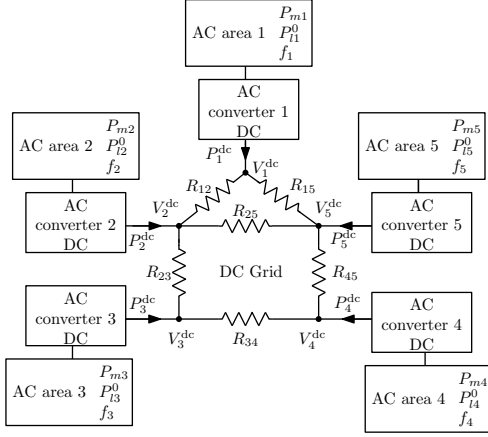 AC area 1
P_{m1}
P_{l1}^0
f_1
AC
converter 1
DC
P_1^{dc}
V_1^{dc}
AC area 2
P_{m2}
P_{l2}^0
f_2
AC area 5
P_{m5}
P_{l5}^0
f_5
R_{12}
R_{15}
AC
converter 2
DC
V_2^{dc}
P_2^{dc}
R_{25}
V_5^{dc}
P_5^{dc}
AC
converter 5
DC
R_{23}
DC Grid
R_{45}
AC
converter 3
DC
P_3^{dc}
V_3^{dc}
R_{34}
V_4^{dc}
P_4^{dc}
AC
converter 4
DC
AC area 3
P_{m3}
P_{l3}^0
f_3
AC area 4
P_{m4}
P_{l4}^0
f_4